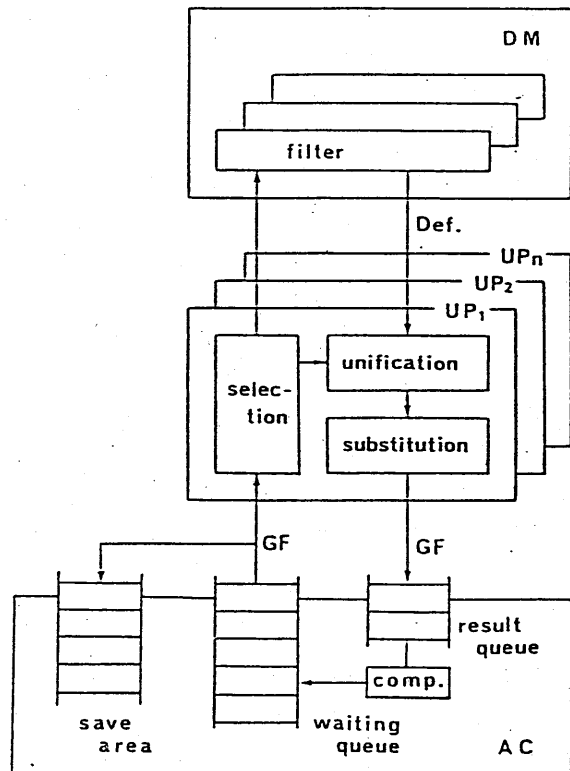 DM
filter
Def.
UPn
UP2
UP1
selec-
tion
unification
substitution
GF
GF
result
queue
comp.
save
area
waiting
queue
AC